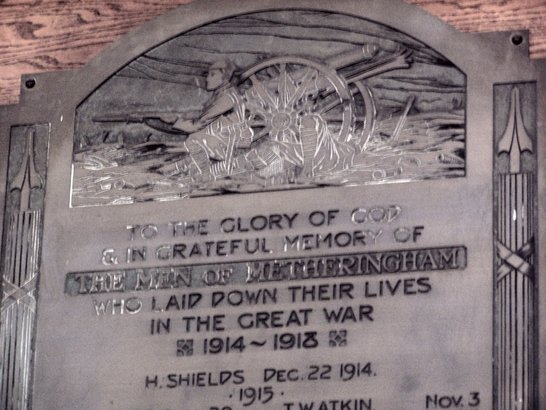 TO THE GLORY OF GOD
& IN GRATEFUL MEMORY OF
THE MEN OF METHERINGHAM
WHO LAID DOWN THEIR LIVES
IN THE GREAT WAR
1914~1918
H. SHIELDS DEC. 22 1914.
·1915·
T. WATKIN NOV. 3